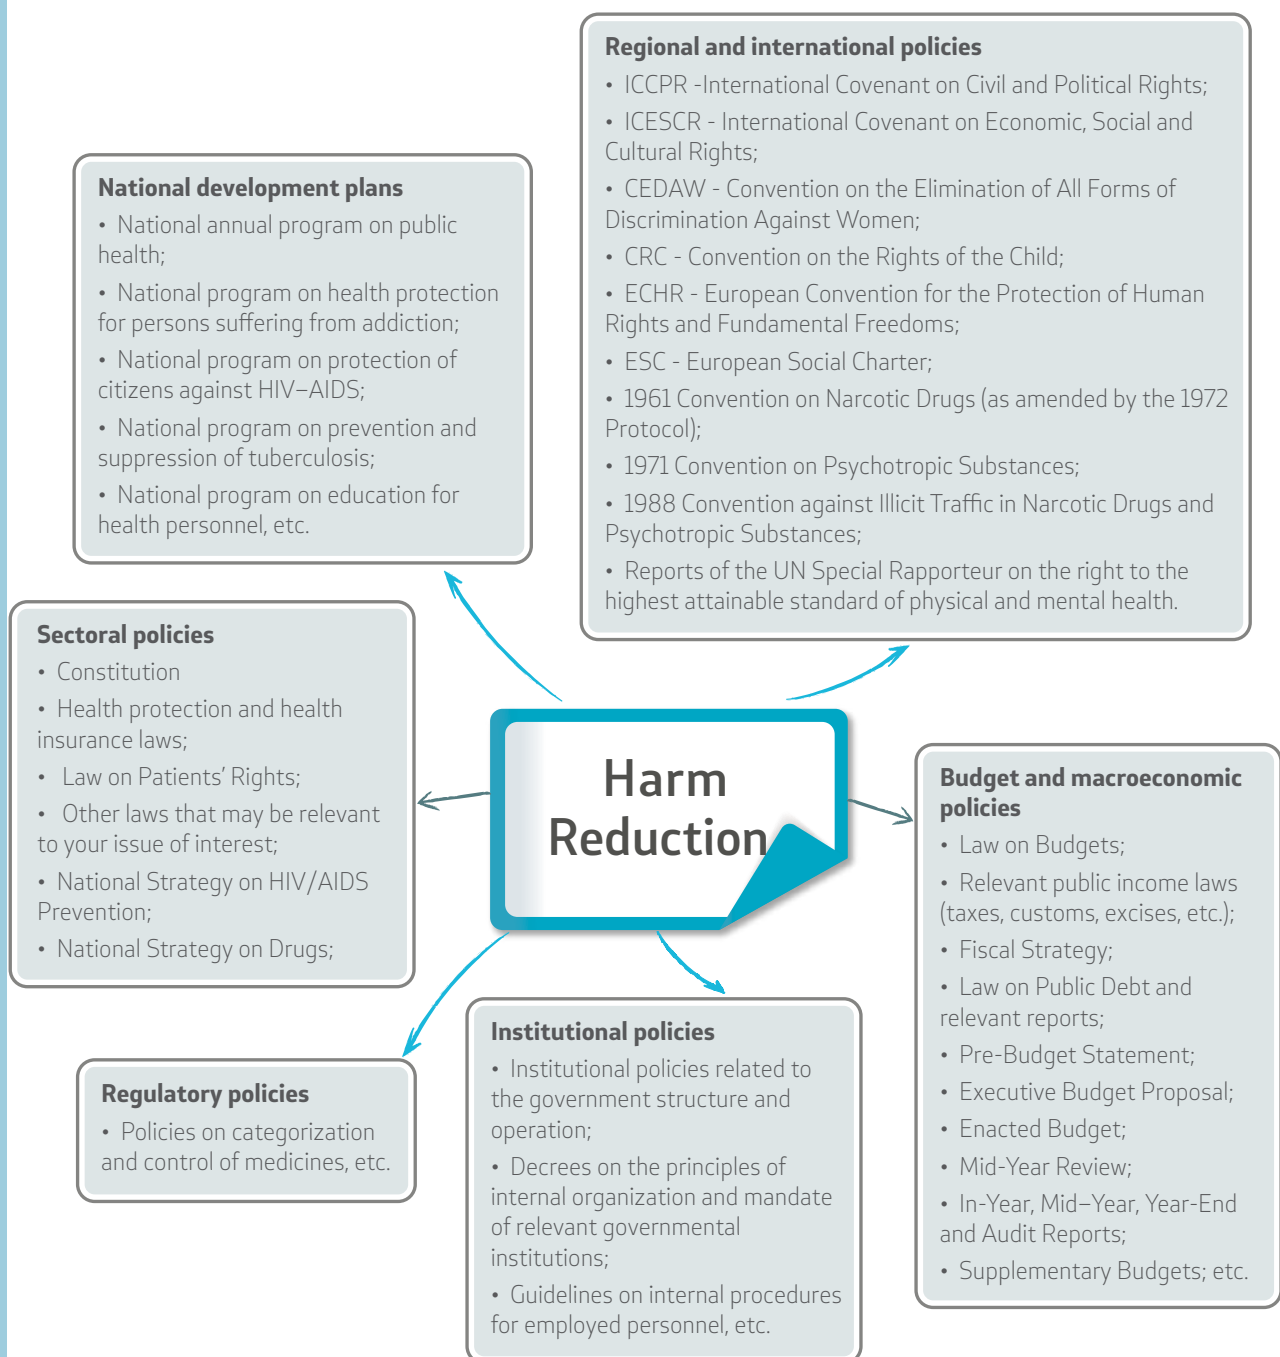 Regional and international policies
• ICCPR -International Covenant on Civil and Political Rights;
• ICESCR - International Covenant on Economic, Social and
Cultural Rights;
• CEDAW - Convention on the Elimination of All Forms of
Discrimination Against Women;
• CRC - Convention on the Rights of the Child;
• ECHR - European Convention for the Protection of Human
Rights and Fundamental Freedoms;
• ESC - European Social Charter;
• 1961 Convention on Narcotic Drugs (as amended by the 1972
Protocol);
• 1971 Convention on Psychotropic Substances;
• 1988 Convention against Illicit Traffic in Narcotic Drugs and
Psychotropic Substances;
• Reports of the UN Special Rapporteur on the right to the
highest attainable standard of physical and mental health.
National development plans
• National annual program on public
health;
• National program on health protection
for persons suffering from addiction;
• National program on protection of
citizens against HIV–AIDS;
• National program on prevention and
suppression of tuberculosis;
• National program on education for
health personnel, etc.
Sectoral policies
• Constitution
• Health protection and health
insurance laws;
• Law on Patients’ Rights;
• Other laws that may be relevant
to your issue of interest;
• National Strategy on HIV/AIDS
Prevention;
• National Strategy on Drugs;
Harm
Reduction
Budget and macroeconomic
policies
• Law on Budgets;
• Relevant public income laws
(taxes, customs, excises, etc.);
• Fiscal Strategy;
• Law on Public Debt and
relevant reports;
• Pre-Budget Statement;
• Executive Budget Proposal;
• Enacted Budget;
• Mid-Year Review;
• In-Year, Mid–Year, Year-End
and Audit Reports;
• Supplementary Budgets; etc.
Regulatory policies
• Policies on categorization
and control of medicines, etc.
Institutional policies
• Institutional policies related to
the government structure and
operation;
• Decrees on the principles of
internal organization and mandate
of relevant governmental
institutions;
• Guidelines on internal procedures
for employed personnel, etc.